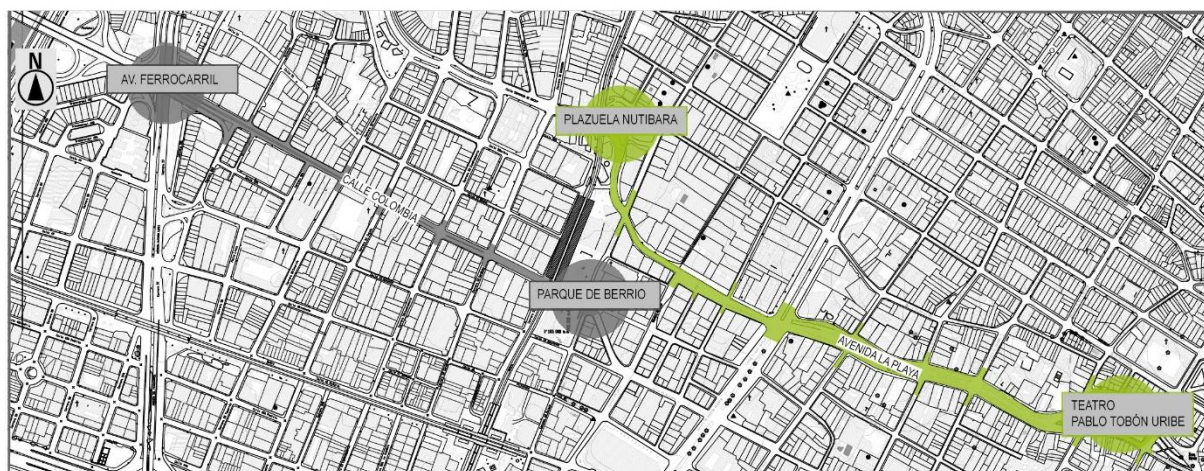 N
AV. FERROCARRIL
PLAZUELA NUTIBARA
CALLE COLOMBIA
PARQUE DE BERRIO
AVENIDA LA PLAYA
TEATRO
PABLO TOBÓN URIBE